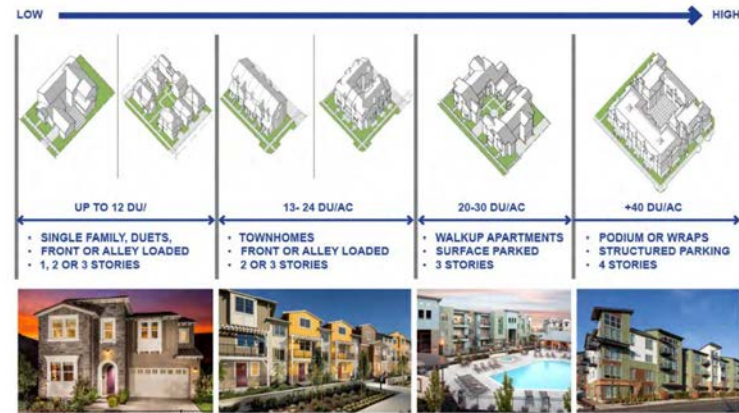 LOW
HIGH
UP TO 12 DU/
13- 24 DU/AC
20-30 DU/AC
+40 DU/AC
• SINGLE FAMILY, DUETS,
• FRONT OR ALLEY LOADED
• 1, 2 OR 3 STORIES
• TOWNHOMES
• FRONT OR ALLEY LOADED
• 2 OR 3 STORIES
• WALKUP APARTMENTS
• SURFACE PARKED
• 3 STORIES
• PODIUM OR WRAPS
• STRUCTURED PARKING
• 4 STORIES